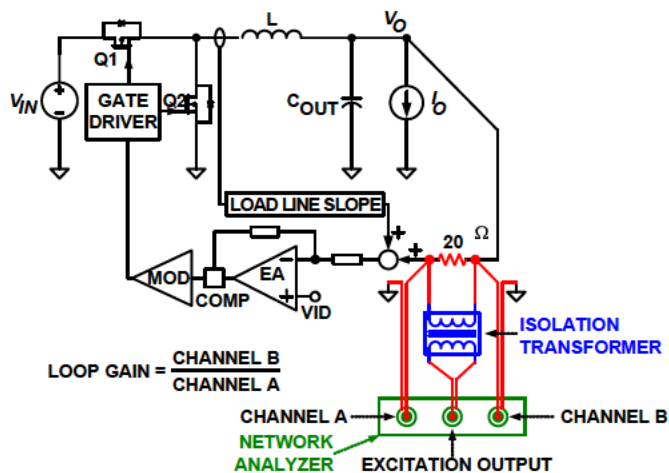 L
V_O
Q1
V_IN
+
-
GATE
DRIVER
Q2
C_OUT
I_O
LOAD LINE SLOPE
+
+
20 Ω
MOD
COMP
EA
-
+
VID
ISOLATION
TRANSFORMER
LOOP GAIN = CHANNEL B
CHANNEL A
CHANNEL A
CHANNEL B
NETWORK
ANALYZER
EXCITATION OUTPUT